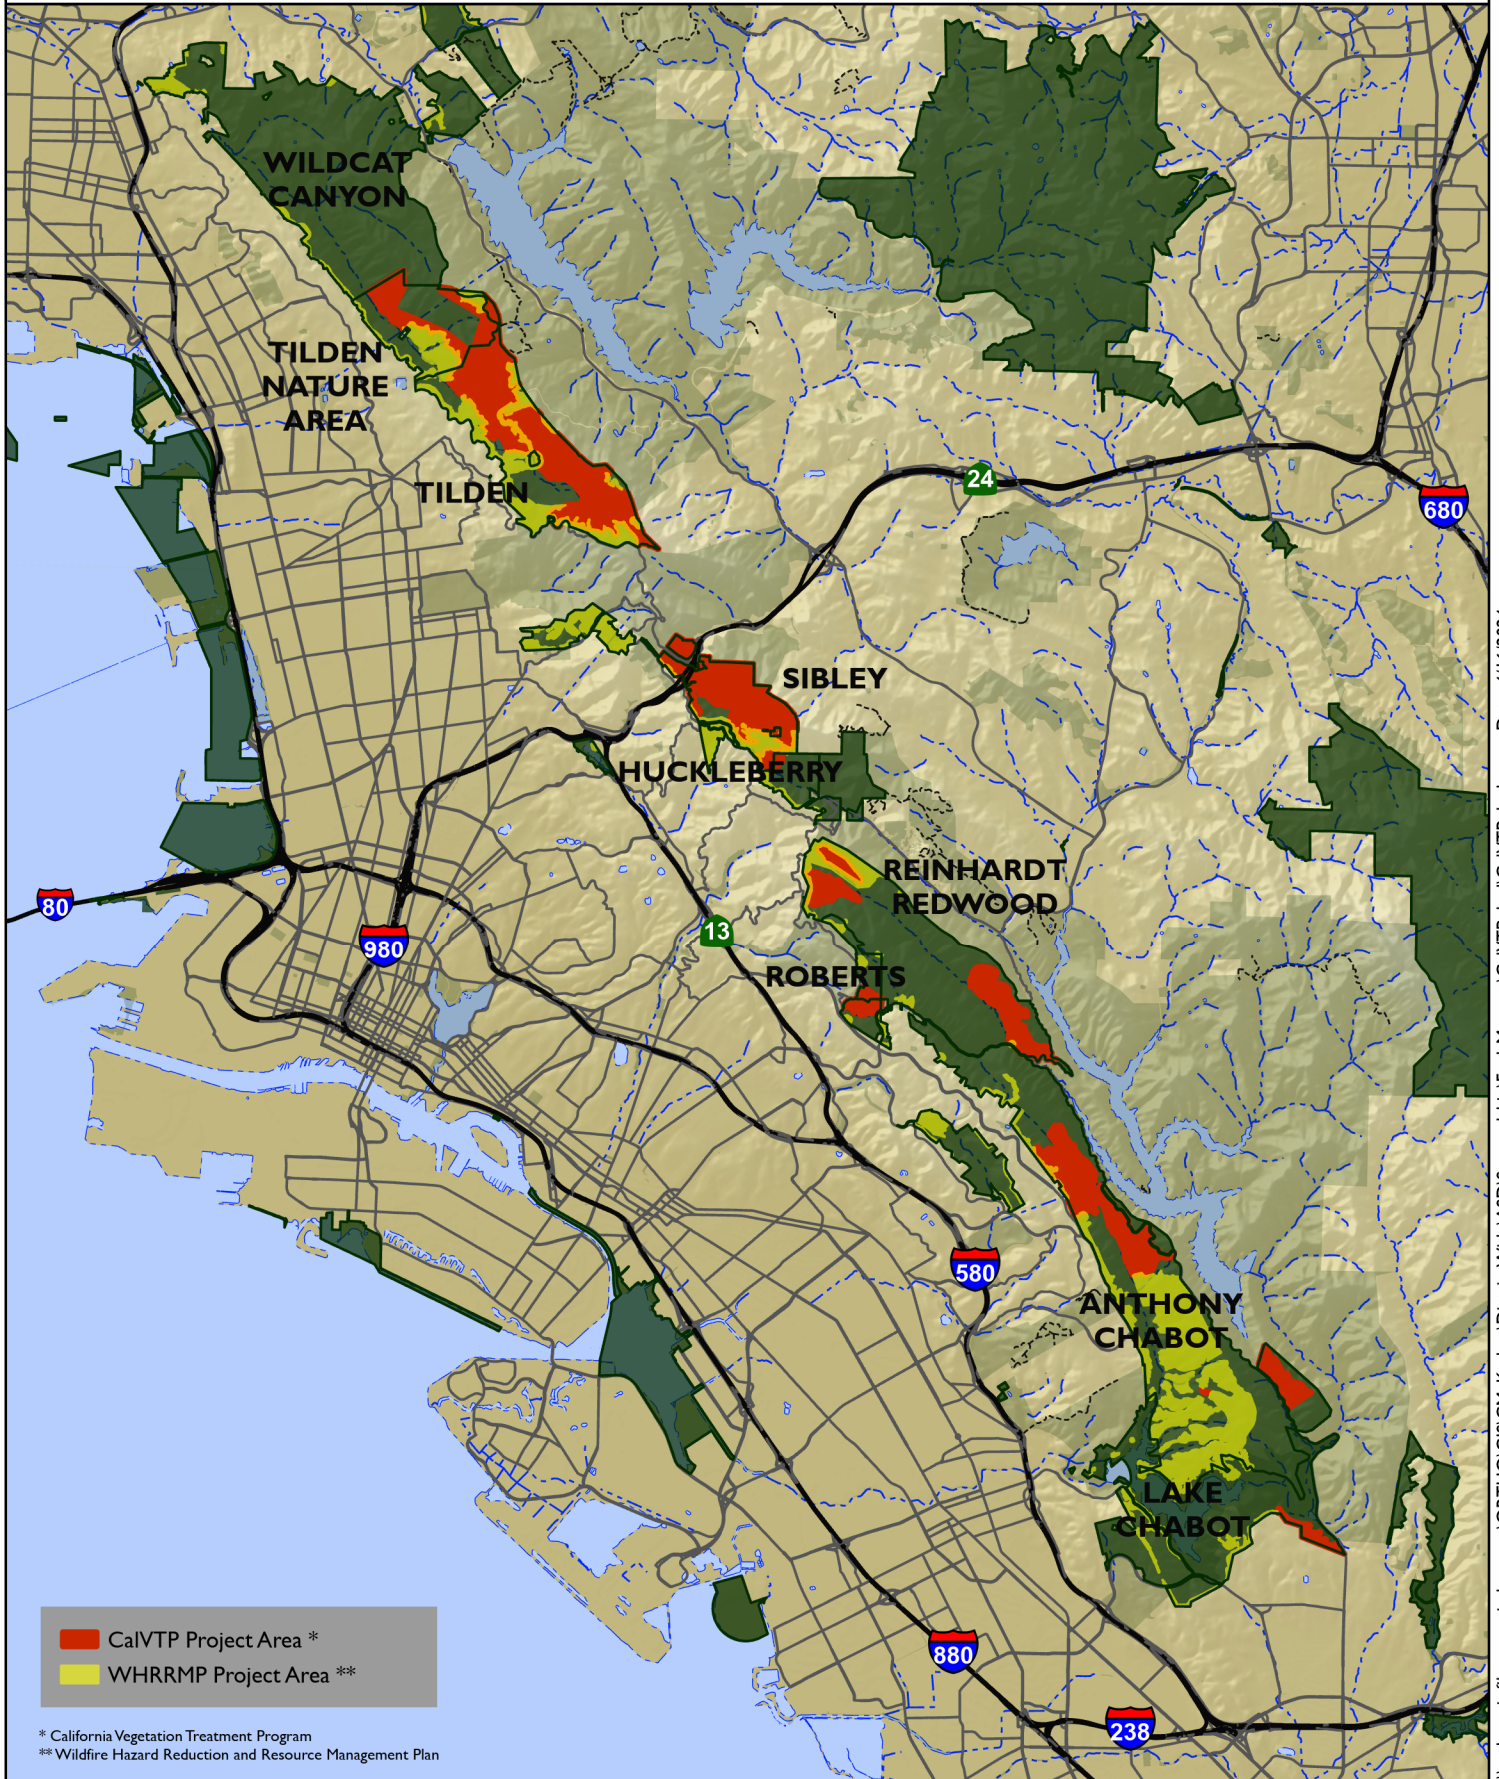 WILDCAT
CANYON
TILDEN
NATURE
AREA
TILDEN
24
680
SIBLEY
HUCKLEBERRY
REINHARDT
REDWOOD
80
13
980
ROBERTS
580
ANTHONY
CHABOT
LAKE
CHABOT
CalVTP Project Area *
WHRRMP Project Area **
880
238
* California Vegetation Treatment Program
** Wildfire Hazard Reduction and Resource Management Plan